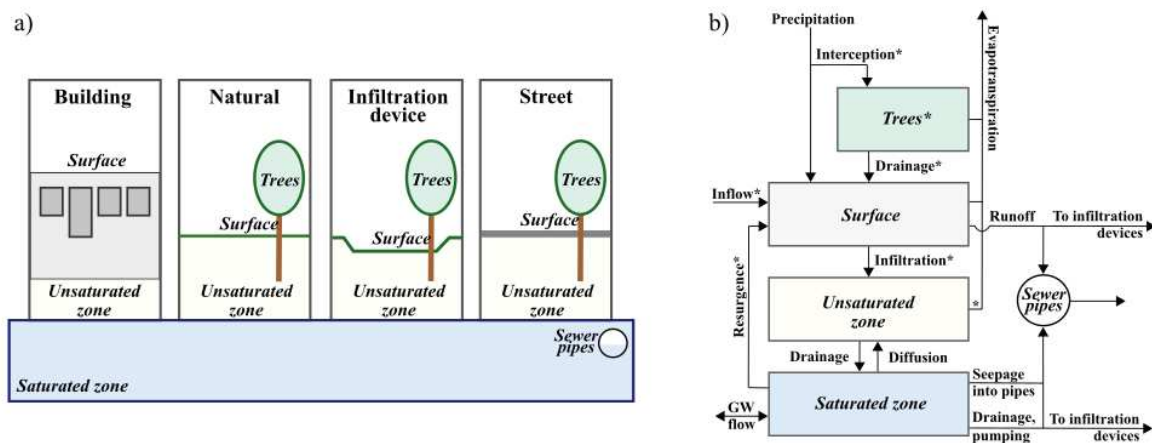 a)
Building
Natural
Infiltration
device
Street
Surface
Trees
Trees
Trees
Surface
Surface
Surface
Unsaturated
zone
Unsaturated
zone
Unsaturated
zone
Unsaturated
zone
Sewer
pipes
Saturated zone
b)
Precipitation
Interception*
Evapotranspiration
Trees*
Drainage*
Inflow*
Surface
Runoff
To infiltration
devices
Infiltration*
Resurgence*
Unsaturated
zone
*
Sewer
pipes
Drainage
Diffusion
Saturated zone
Seepage
into pipes
GW
flow
Drainage,
pumping
To infiltration
devices